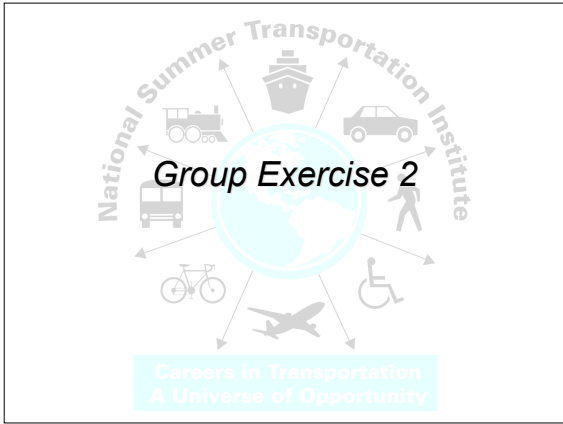 National Summer Transportation Institute
Group Exercise 2
Careers in Transportation
A Universe of Opportunity